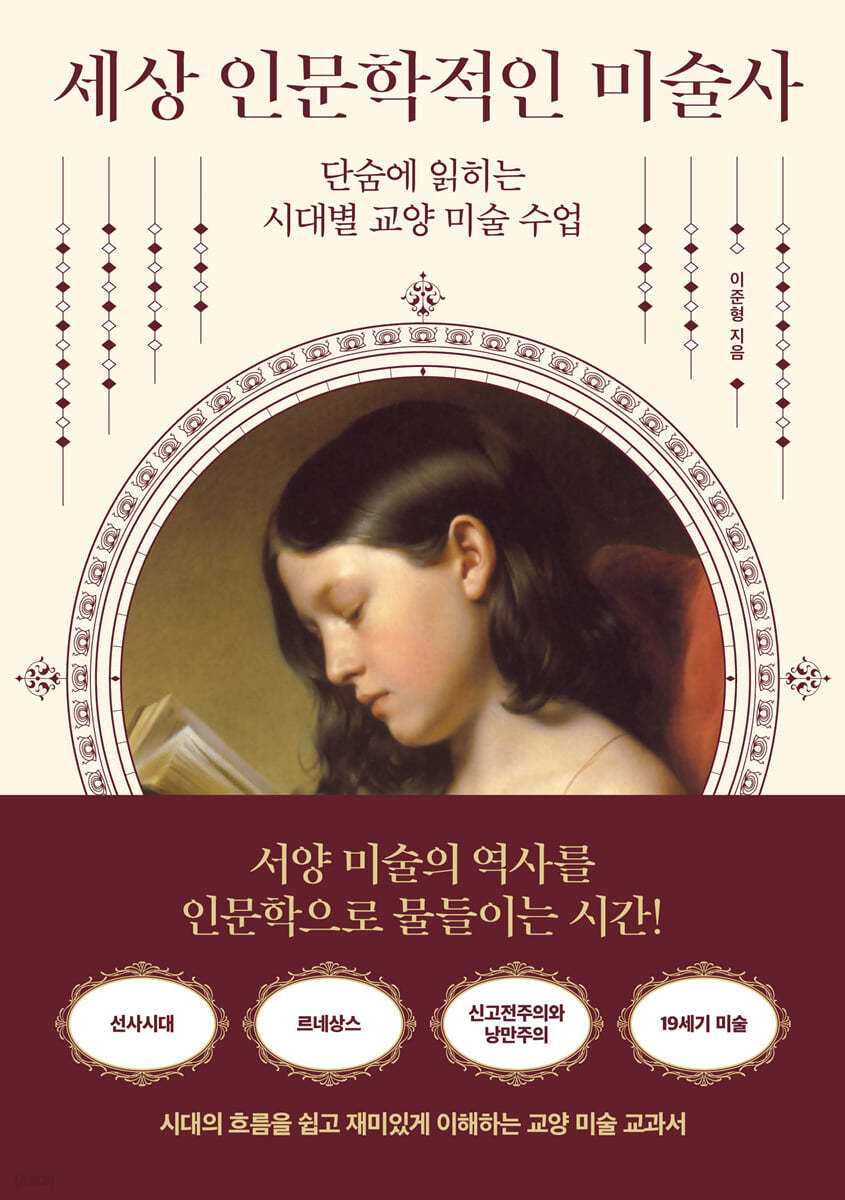 세상 인문학적인 미술사
단숨에 읽히는
시대별 교양 미술 수업
이준형 지음
서양 미술의 역사를
인문학으로 물들이는 시간!
선사시대
르네상스
신고전주의와
낭만주의
19세기 미술
시대의 흐름을 쉽고 재미있게 이해하는 교양 미술 교과서